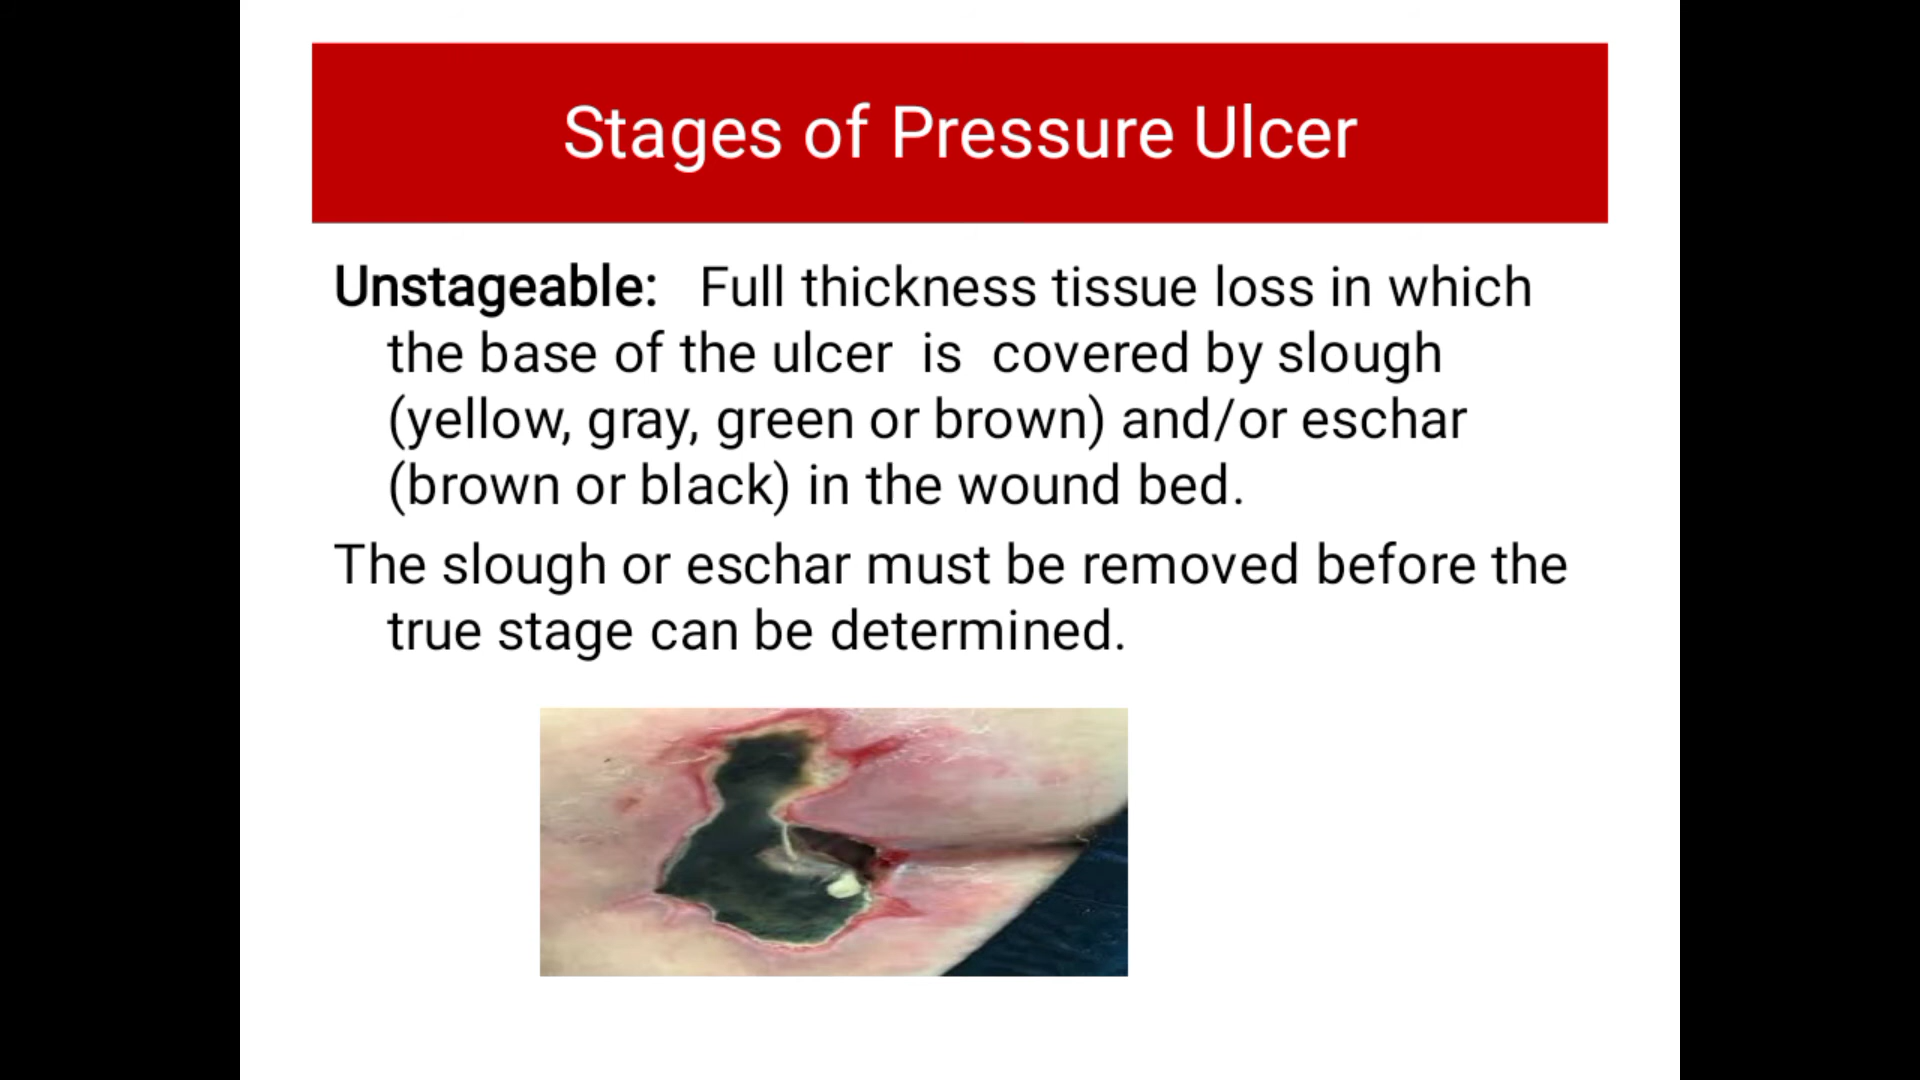 Stages of Pressure Ulcer
Unstageable: Full thickness tissue loss in which
the base of the ulcer is covered by slough
(yellow, gray, green or brown) and/or eschar
(brown or black) in the wound bed.
The slough or eschar must be removed before the
true stage can be determined.